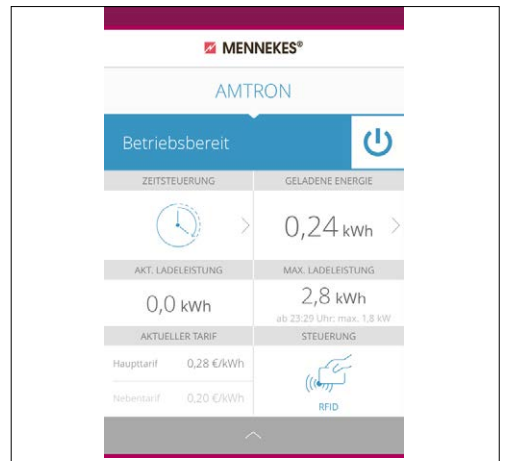 MENNEKES®
AMTRON
Betriebsbereit
ZEITSTEUERUNG
GELADENE ENERGIE
0,24 kWh
AKT. LADELEISTUNG
MAX. LADELEISTUNG
0,0 kWh
2,8 kWh
ab 23:29 Uhr: max. 1,8 kW
AKTUELLER TARIF
STEUERUNG
Haupttarif 0,28 €/kWh
Nebentarif 0,20 €/kWh
RFID